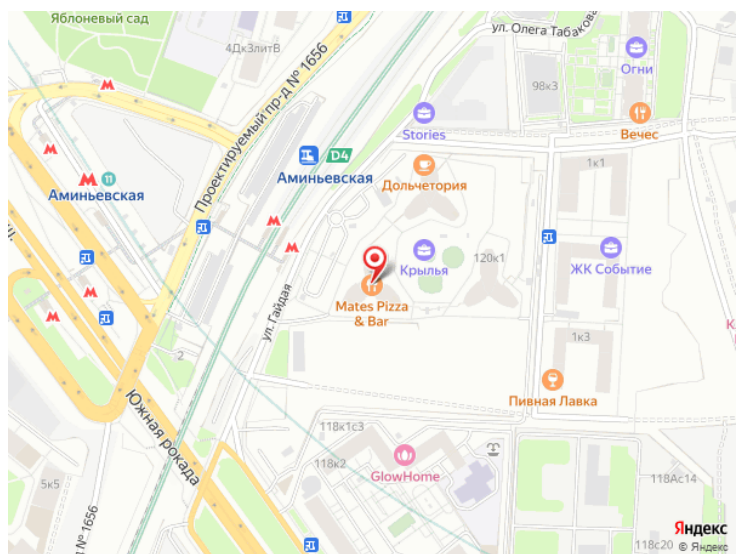 Яблоневый сад
4Дк3литВ
Проектируемый пр-д № 1656
ул. Олега Табакова
Огни
98к3
Stories
Вечес
D4
Аминьевская
Дольчетория
1к1
11
Аминьевская
Крылья
120к1
ЖК Событие
Mates Pizza
& Bar
ул. Гайдая
1к3
2
Пивная Лавка
Южная рокада
118к1с3
118к2
GlowHome
118Ас14
5к5
№ 1656
118с20
Яндекс
© Яндекс